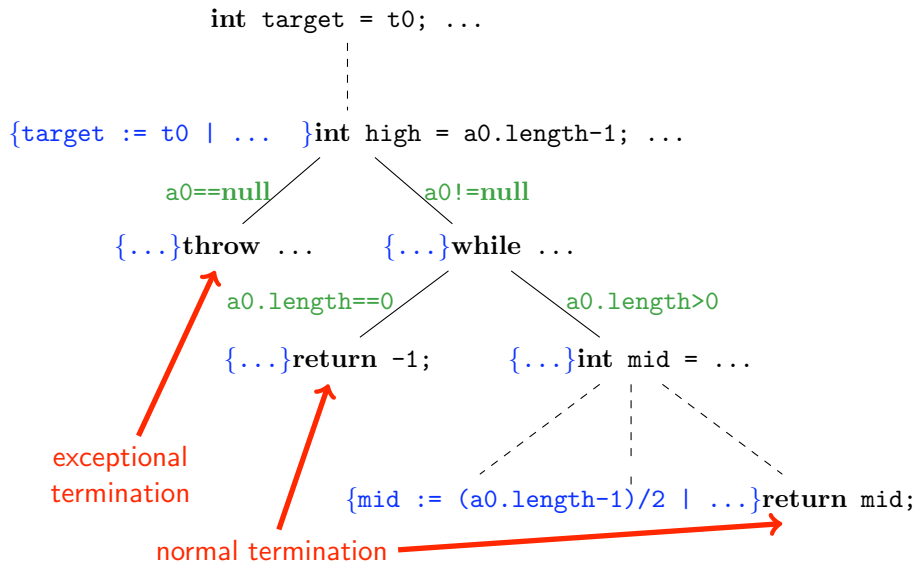 int target = t0; ...
{target := t0 | ... }int high = a0.length-1; ...
a0==null a0!=null
{...}throw ... {...}while ...
a0.length==0 a0.length>0
{...}return -1; {...}int mid = ...
exceptional
termination
{mid := (a0.length-1)/2 | ...}return mid;
normal termination